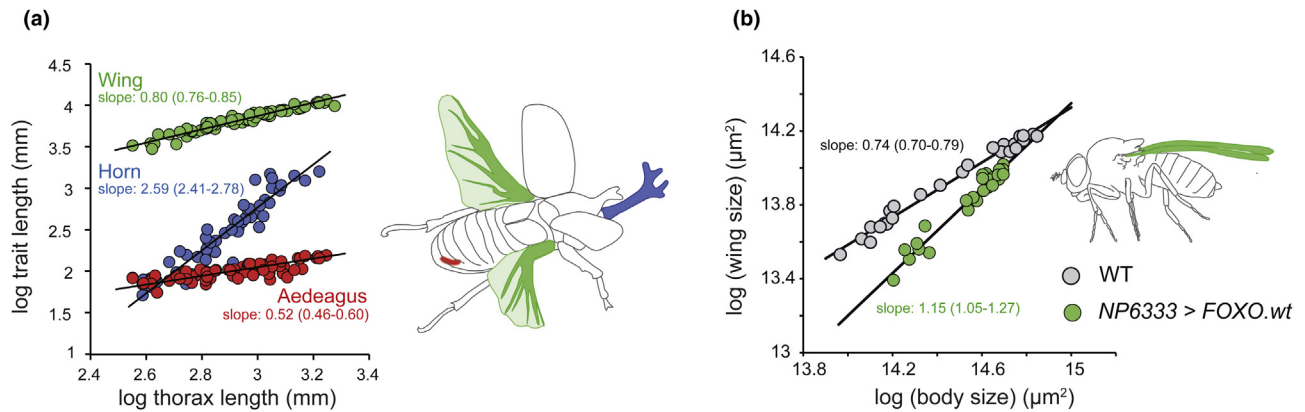 (a)
log trait length (mm)
4.5
4
3.5
3
2.5
2
1.5
1
Wing
slope: 0.80 (0.76-0.85)
Horn
slope: 2.59 (2.41-2.78)
Aedeagus
slope: 0.52 (0.46-0.60)
2.4 2.6 2.8 3 3.2 3.4
log thorax length (mm)
(b)
log (wing size) (µm²)
14.6
14.2
13.8
13.4
13
slope: 0.74 (0.70-0.79)
slope: 1.15 (1.05-1.27)
WT
NP6333 > FOXO.wt
13.8 14.2 14.6 15
log (body size) (µm²)